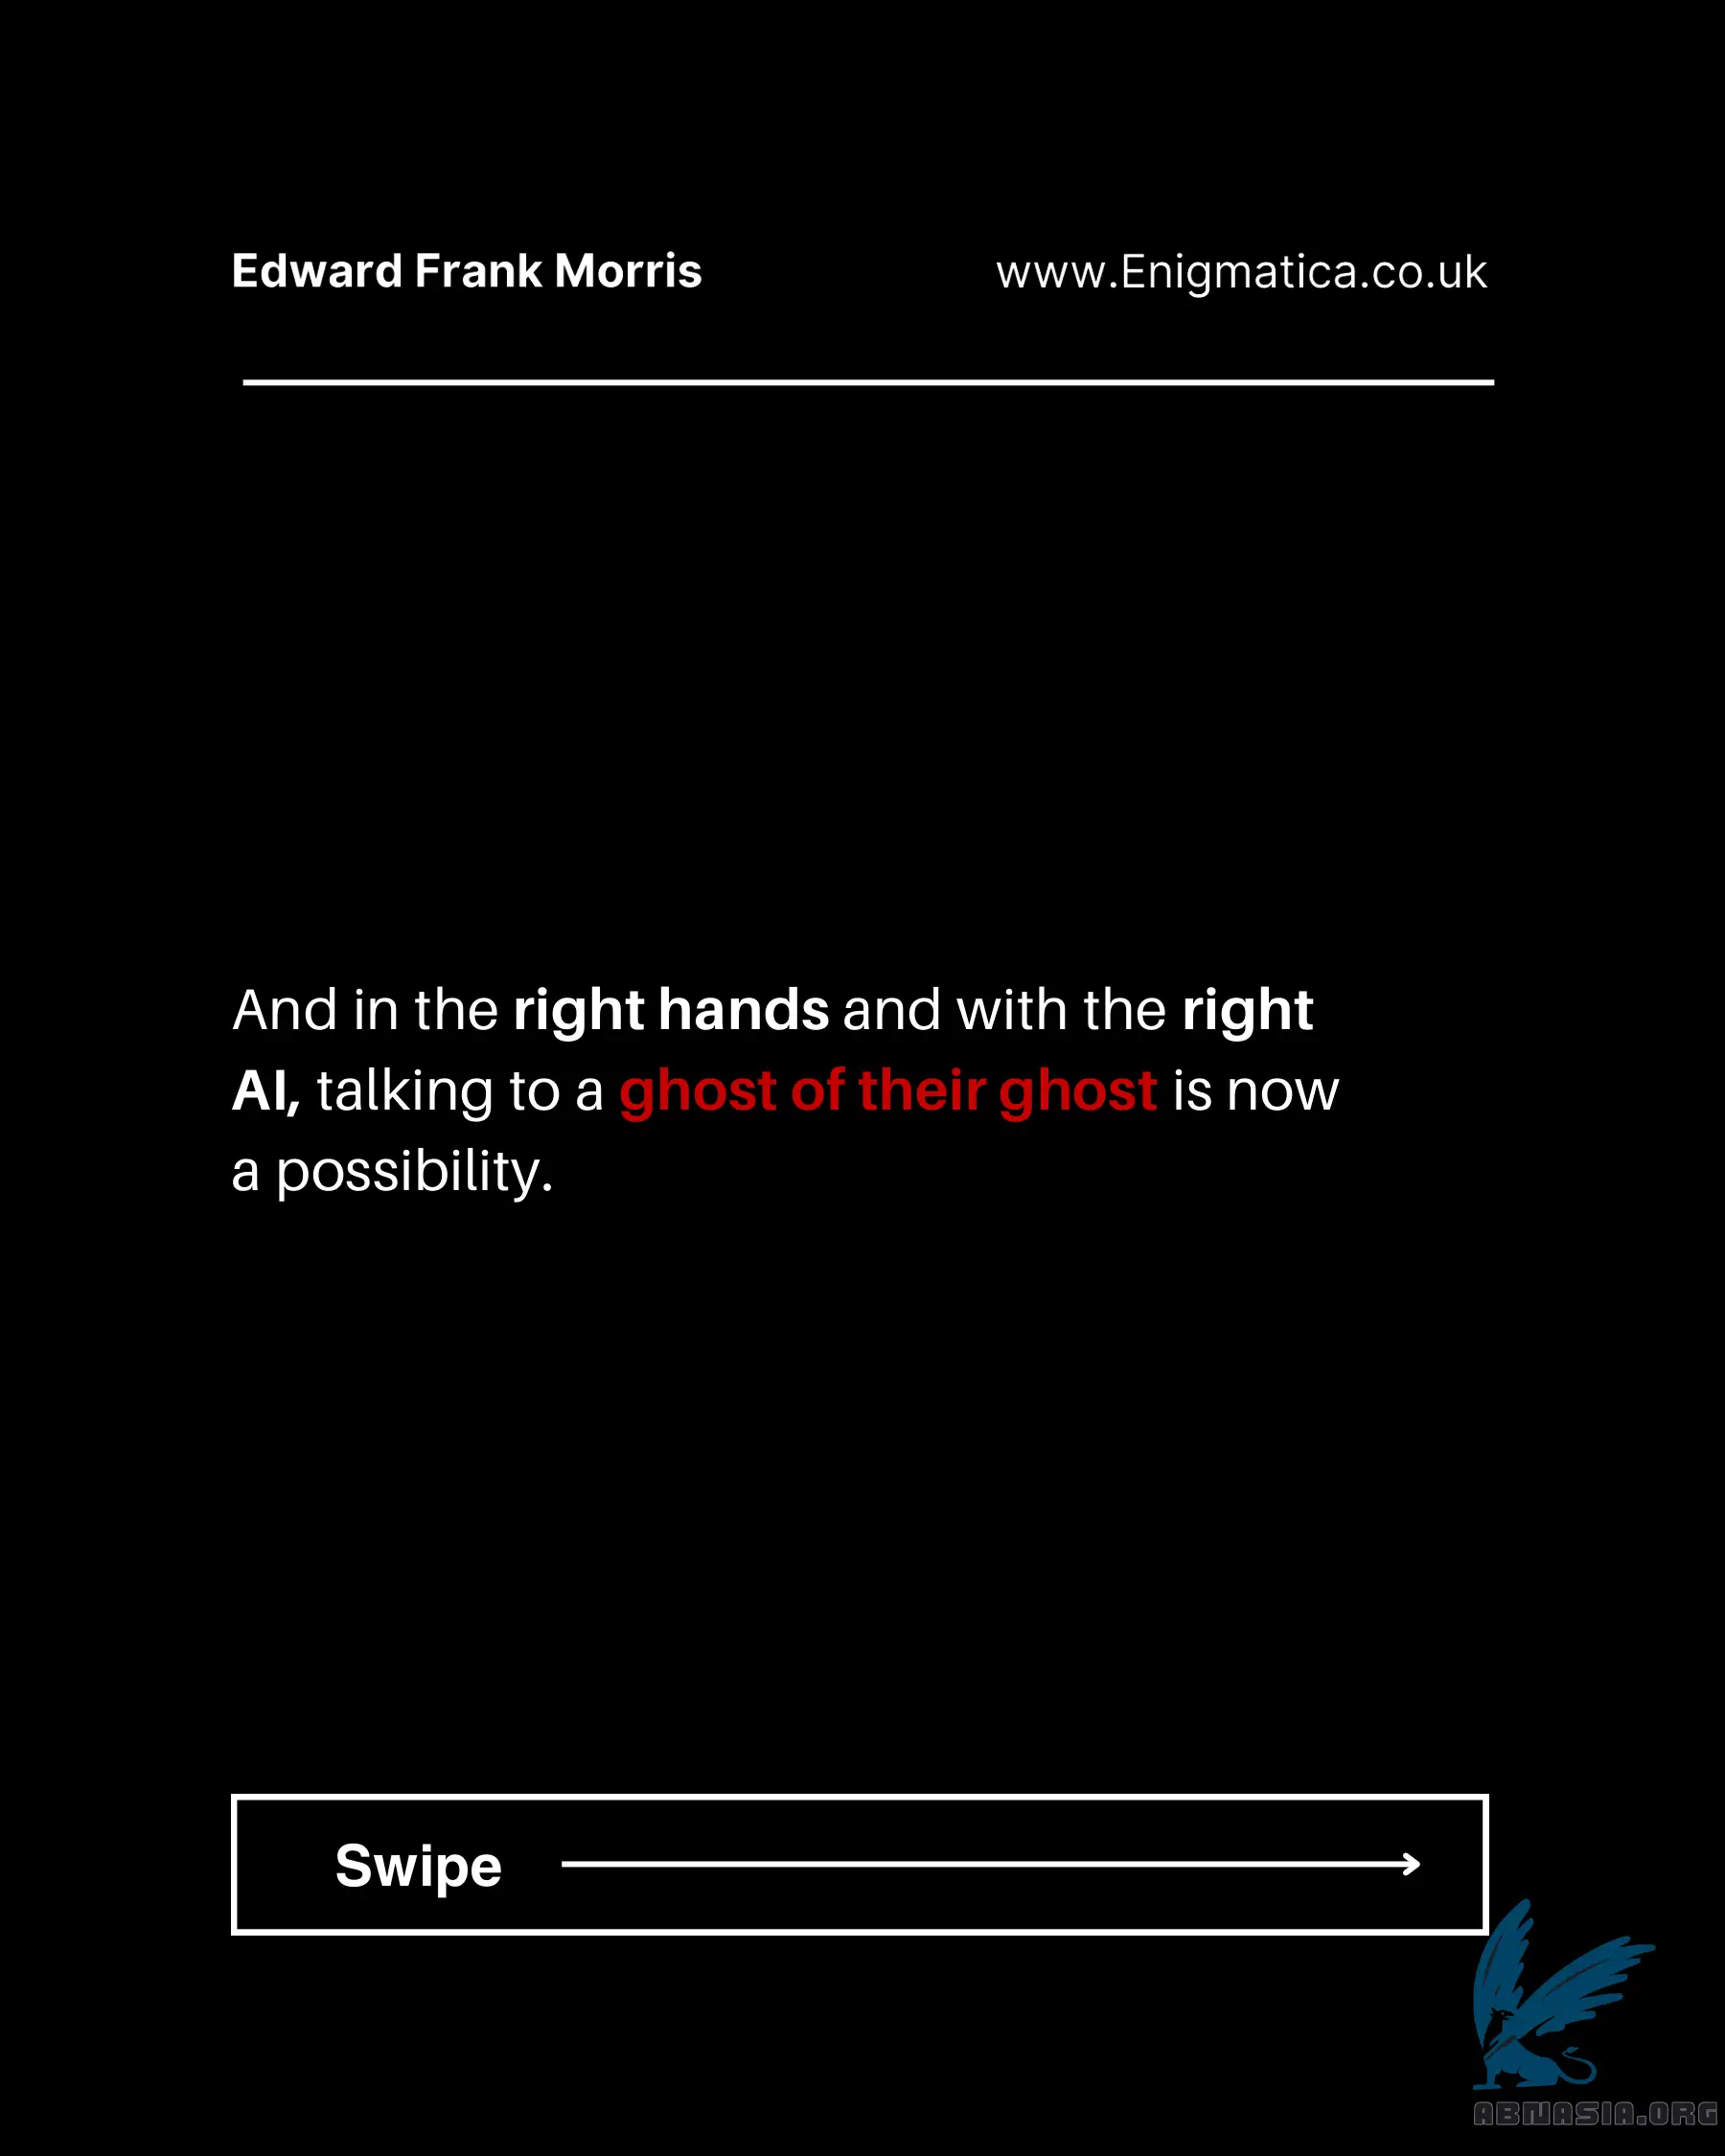 Edward Frank Morris
www.Enigmatica.co.uk
And in the right hands and with the right
AI, talking to a ghost of their ghost is now
a possibility.
Swipe
ABNASIA.ORG